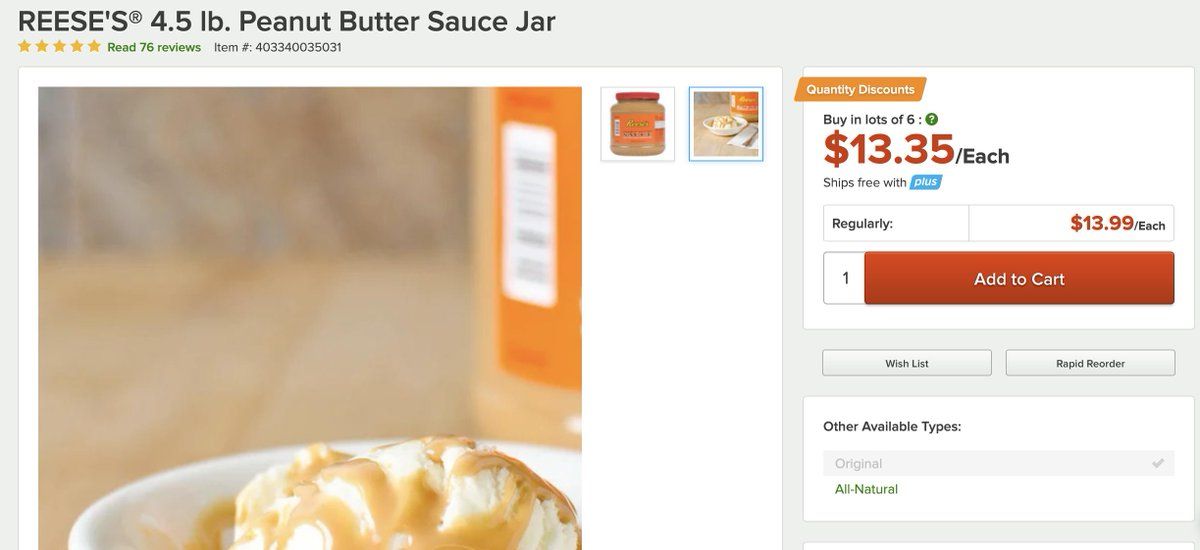 REESE'S® 4.5 lb. Peanut Butter Sauce Jar
Read 76 reviews Item #: 403340035031
Reese's
Quantity Discounts
Buy in lots of 6 : ?
$13.35/Each
Ships free with plus
Regularly: $13.99/Each
1 Add to Cart
Wish List Rapid Reorder
Other Available Types:
Original
All-Natural